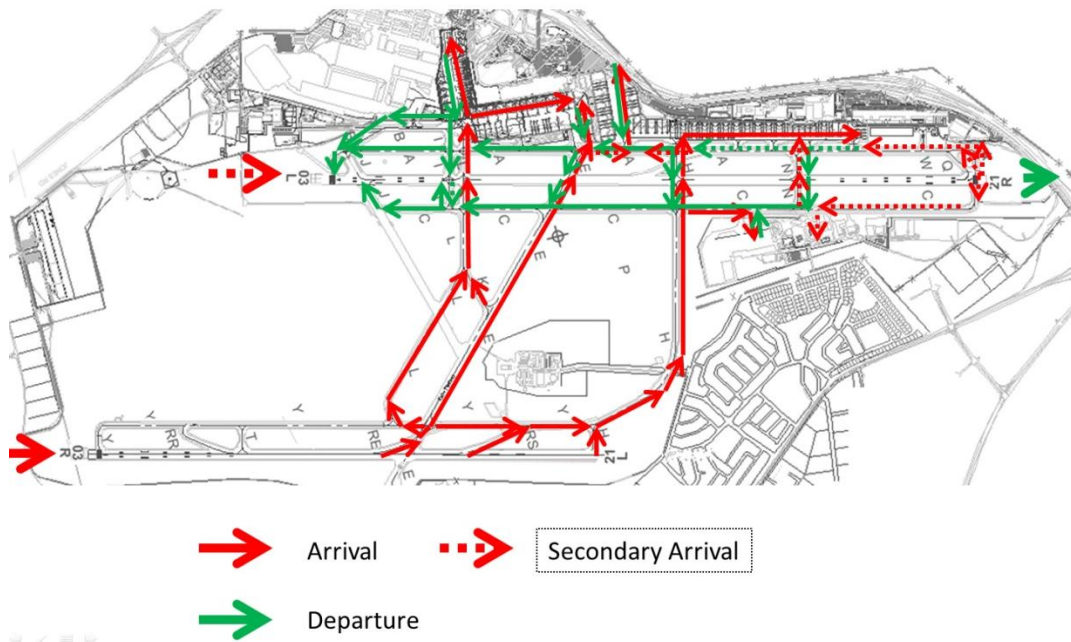 B
J
A
A
E
A
H
A
N
W
Q
03
L
21
R
C
C
L
C
C
H
C
N
C
K
L
E
E
P
H
L
L
E
Y
Y
Y
Y
Y
RR
T
RE
RS
H
03
R
21
L
E
Arrival
Secondary Arrival
Departure